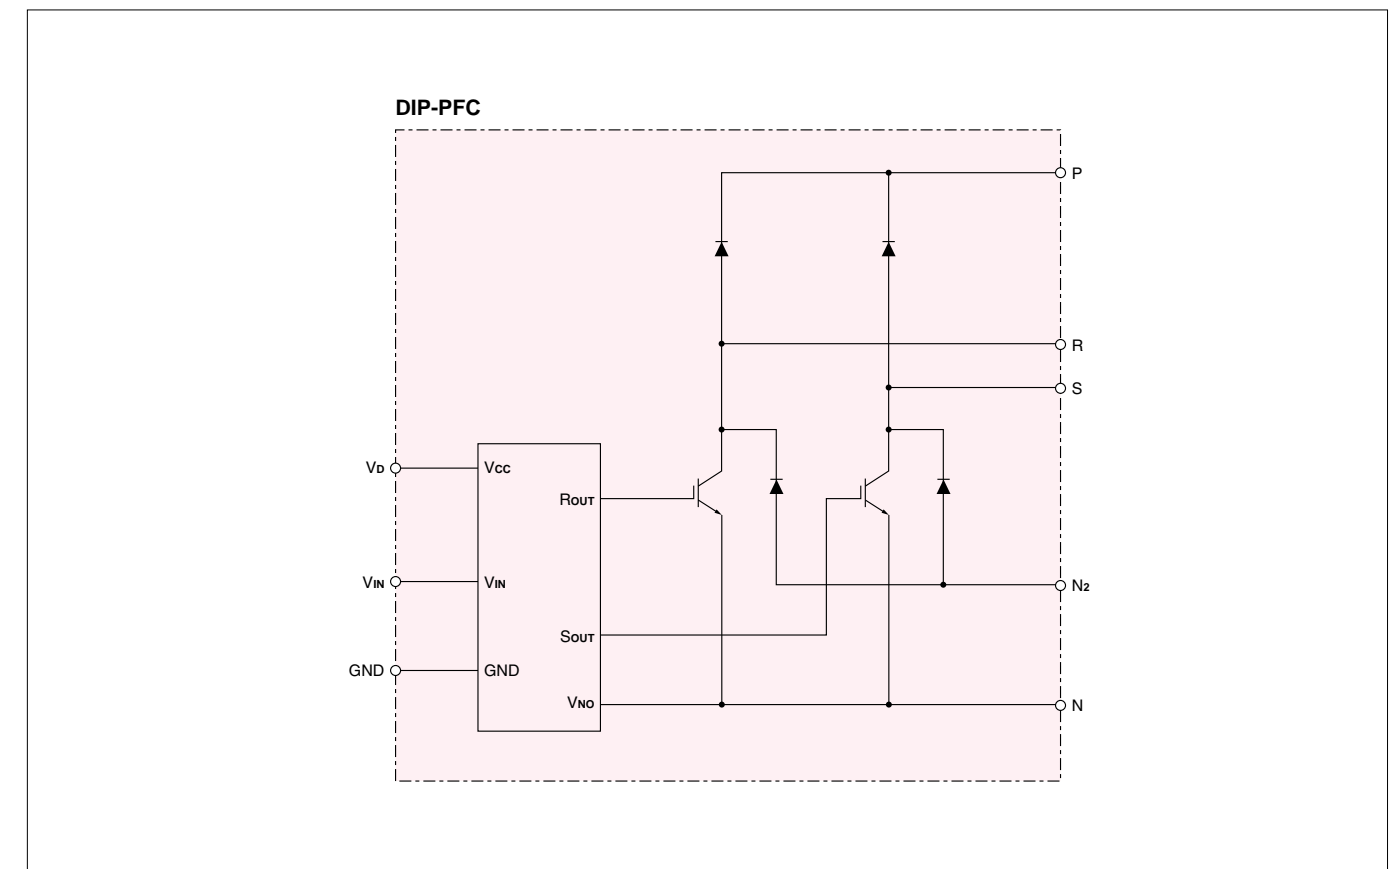 DIP-PFC
P
R
S
VD
VCC
ROUT
VIN
VIN
N2
SOUT
GND
GND
VNO
N